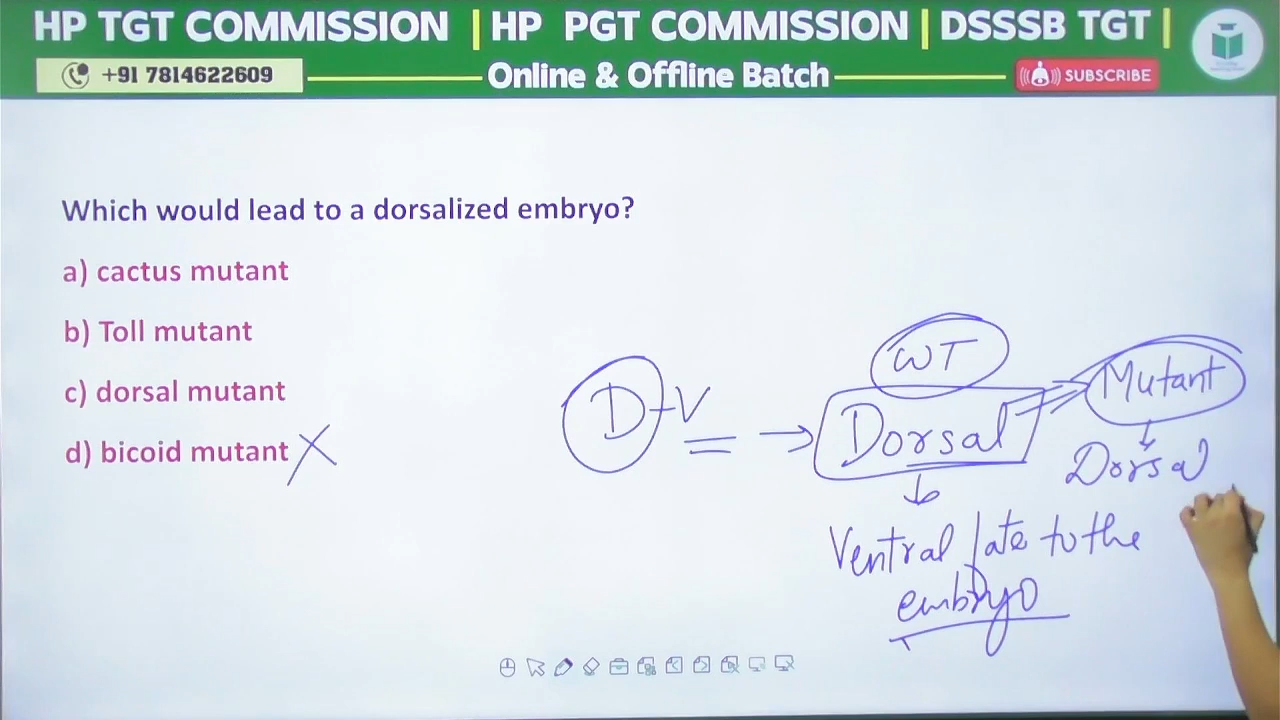 HP TGT COMMISSION | HP PGT COMMISSION | DSSSB TGT |
+91 7814622609
Online & Offline Batch
SUBSCRIBE
Which would lead to a dorsalized embryo?
a) cactus mutant
b) Toll mutant
c) dorsal mutant
d) bicoid mutant X
D-V → Dorsal
WT
Mutant
Dorsal
Ventral fate to the
embryo